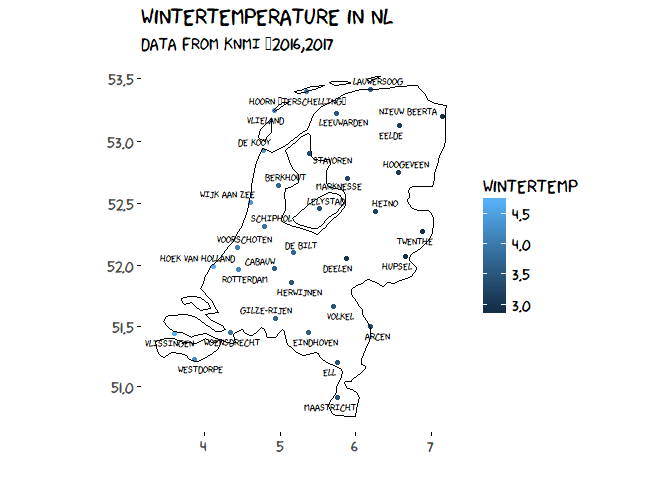 WINTERTEMPERATURE IN NL
DATA FROM KNMI ▯2016,2017
53,5
53,0
52,5
52,0
51,5
51,0
LAUWERSOOG
HOORN ▯TERSCHELLING▯
NIEUW BEERTA
VLIELAND
LEEUWARDEN
EELDE
DE KOOY
STAVOREN
HOOGEVEEN
BERKHOUT
MARKNESSE
WIJK AAN ZEE
LELYSTAD
HEINO
SCHIPHOL
VOORSCHOTEN
TWENTHE
DE BILT
HOEK VAN HOLLAND
CABAUW
DEELEN
HUPSEL
ROTTERDAM
HERWIJNEN
GILZE-RIJEN
VOLKEL
ARCEN
VLISSINGEN
WOENSDRECHT
EINDHOVEN
WESTDORPE
ELL
MAASTRICHT
4
5
6
7
WINTERTEMP
4,5
4,0
3,5
3,0